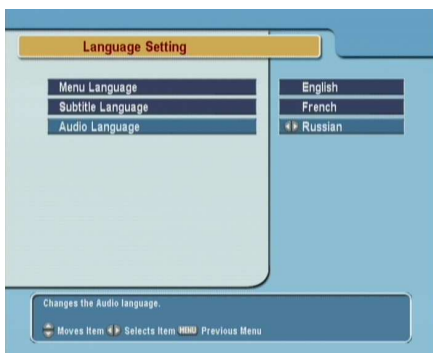 Language Setting
Menu Language English
Subtitle Language French
Audio Language Russian
Changes the Audio language.
Moves Item Selects Item MENU Previous Menu